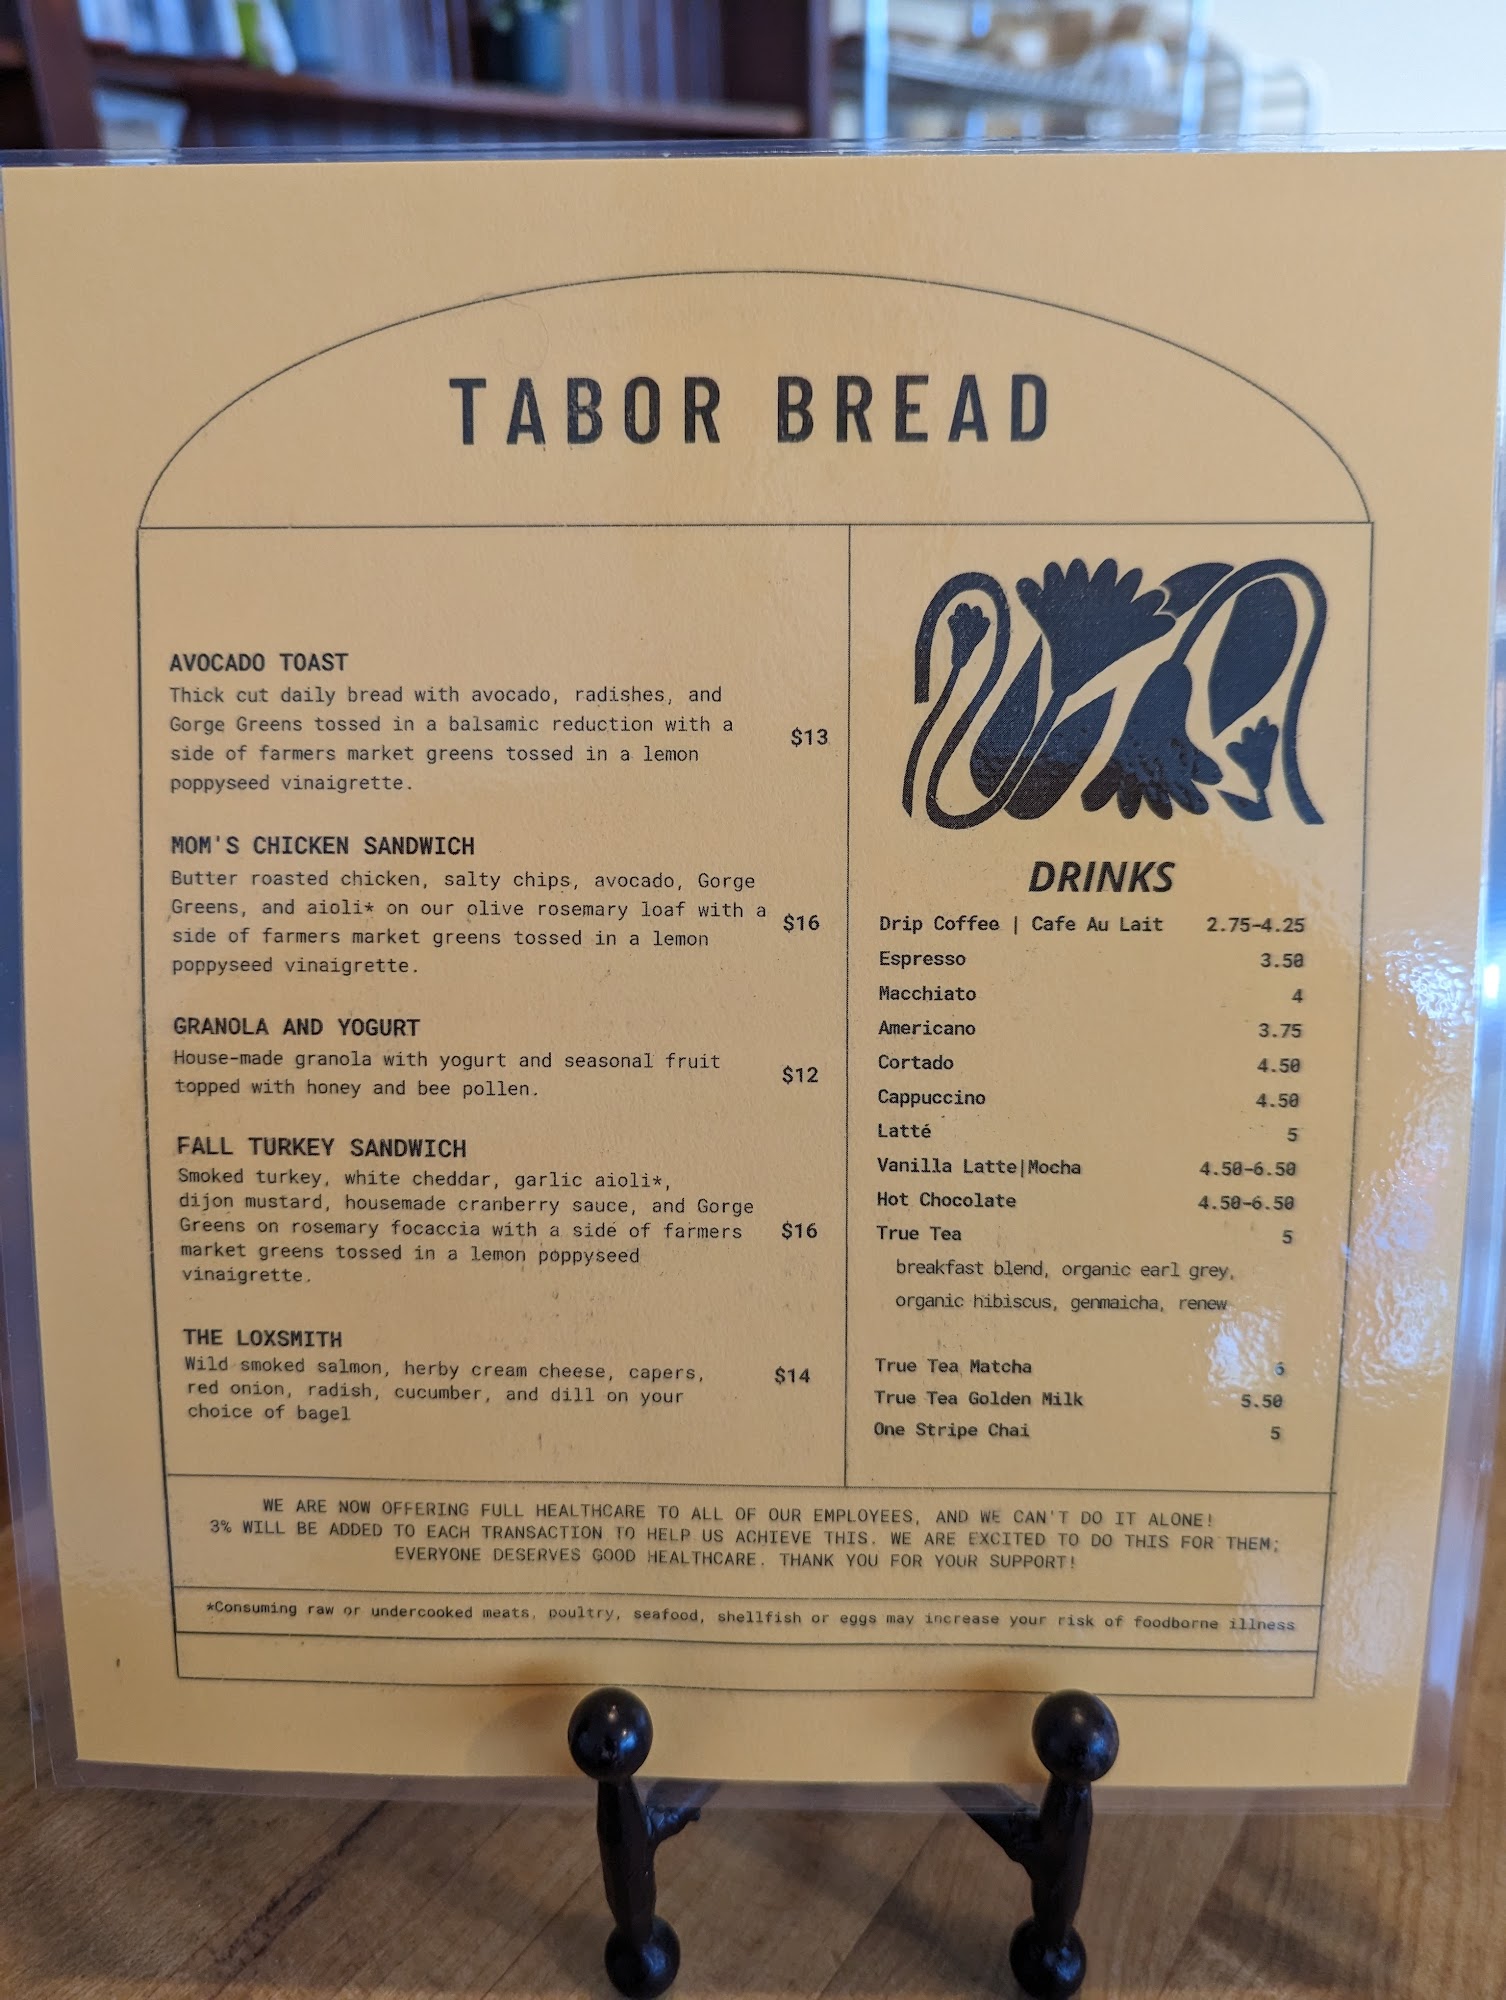 TABOR BREAD
AVOCADO TOAST
Thick cut daily bread with avocado, radishes, and
Gorge Greens tossed in a balsamic reduction with a
side of farmers market greens tossed in a lemon
poppyseed vinaigrette.
$13
MOM'S CHICKEN SANDWICH
Butter roasted chicken, salty chips, avocado, Gorge
Greens, and aioli* on our olive rosemary loaf with a
side of farmers market greens tossed in a lemon
poppyseed vinaigrette.
$16
GRANOLA AND YOGURT
House-made granola with yogurt and seasonal fruit
topped with honey and bee pollen.
$12
FALL TURKEY SANDWICH
Smoked turkey, white cheddar, garlic aioli*,
dijon mustard, housemade cranberry sauce, and Gorge
Greens on rosemary focaccia with a side of farmers
market greens tossed in a lemon poppyseed
vinaigrette.
$16
THE LOXSMITH
Wild smoked salmon, herby cream cheese, capers,
red onion, radish, cucumber, and dill on your
choice of bagel
$14
DRINKS
Drip Coffee | Cafe Au Lait 2.75-4.25
Espresso 3.50
Macchiato 4
Americano 3.75
Cortado 4.50
Cappuccino 4.50
Latté 5
Vanilla Latte|Mocha 4.50-6.50
Hot Chocolate 4.50-6.50
True Tea 5
breakfast blend, organic earl grey,
organic hibiscus, genmaicha, renew
True Tea Matcha 6
True Tea Golden Milk 5.50
One Stripe Chai 5
WE ARE NOW OFFERING FULL HEALTHCARE TO ALL OF OUR EMPLOYEES, AND WE CAN'T DO IT ALONE!
3% WILL BE ADDED TO EACH TRANSACTION TO HELP US ACHIEVE THIS. WE ARE EXCITED TO DO THIS FOR THEM;
EVERYONE DESERVES GOOD HEALTHCARE. THANK YOU FOR YOUR SUPPORT!
*Consuming raw or undercooked meats, poultry, seafood, shellfish or eggs may increase your risk of foodborne illness